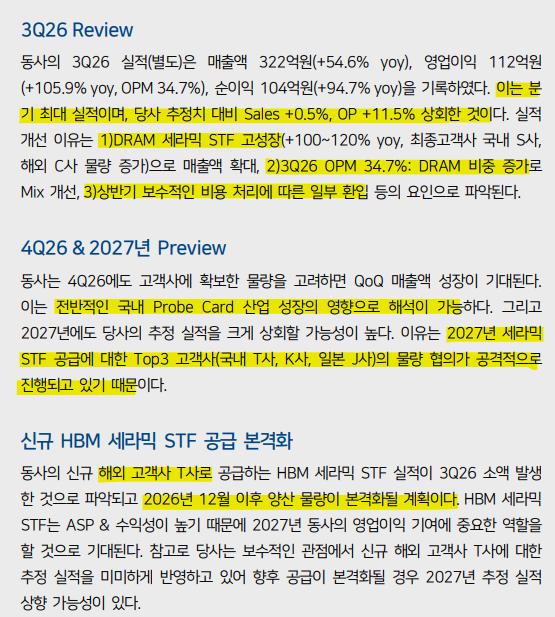 3Q26 Review
동사의 3Q26 실적(별도)은 매출액 322억원(+54.6% yoy), 영업이익 112억원
(+105.9% yoy, OPM 34.7%), 순이익 104억원(+94.7% yoy)을 기록하였다. 이는 분
기 최대 실적이며, 당사 추정치 대비 Sales +0.5%, OP +11.5% 상회한 것이다. 실적
개선 이유는 1)DRAM 세라믹 STF 고성장(+100~120% yoy, 최종고객사 국내 S사,
해외 C사 물량 증가)으로 매출액 확대, 2)3Q26 OPM 34.7%: DRAM 비중 증가로
Mix 개선, 3)상반기 보수적인 비용 처리에 따른 일부 환입 등의 요인으로 파악된다.
4Q26 & 2027년 Preview
동사는 4Q26에도 고객사에 확보한 물량을 고려하면 QoQ 매출액 성장이 기대된다.
이는 전반적인 국내 Probe Card 산업 성장의 영향으로 해석이 가능하다. 그리고
2027년에도 당사의 추정 실적을 크게 상회할 가능성이 높다. 이유는 2027년 세라믹
STF 공급에 대한 Top3 고객사(국내 T사, K사, 일본 J사)의 물량 협의가 공격적으로
진행되고 있기 때문이다.
신규 HBM 세라믹 STF 공급 본격화
동사의 신규 해외 고객사 T사로 공급하는 HBM 세라믹 STF 실적이 3Q26 소액 발생
한 것으로 파악되고 2026년 12월 이후 양산 물량이 본격화될 계획이다. HBM 세라믹
STF는 ASP & 수익성이 높기 때문에 2027년 동사의 영업이익 기여에 중요한 역할을
할 것으로 기대된다. 참고로 당사는 보수적인 관점에서 신규 해외 고객사 T사에 대한
추정 실적을 미미하게 반영하고 있어 향후 공급이 본격화될 경우 2027년 추정 실적
상향 가능성이 있다.